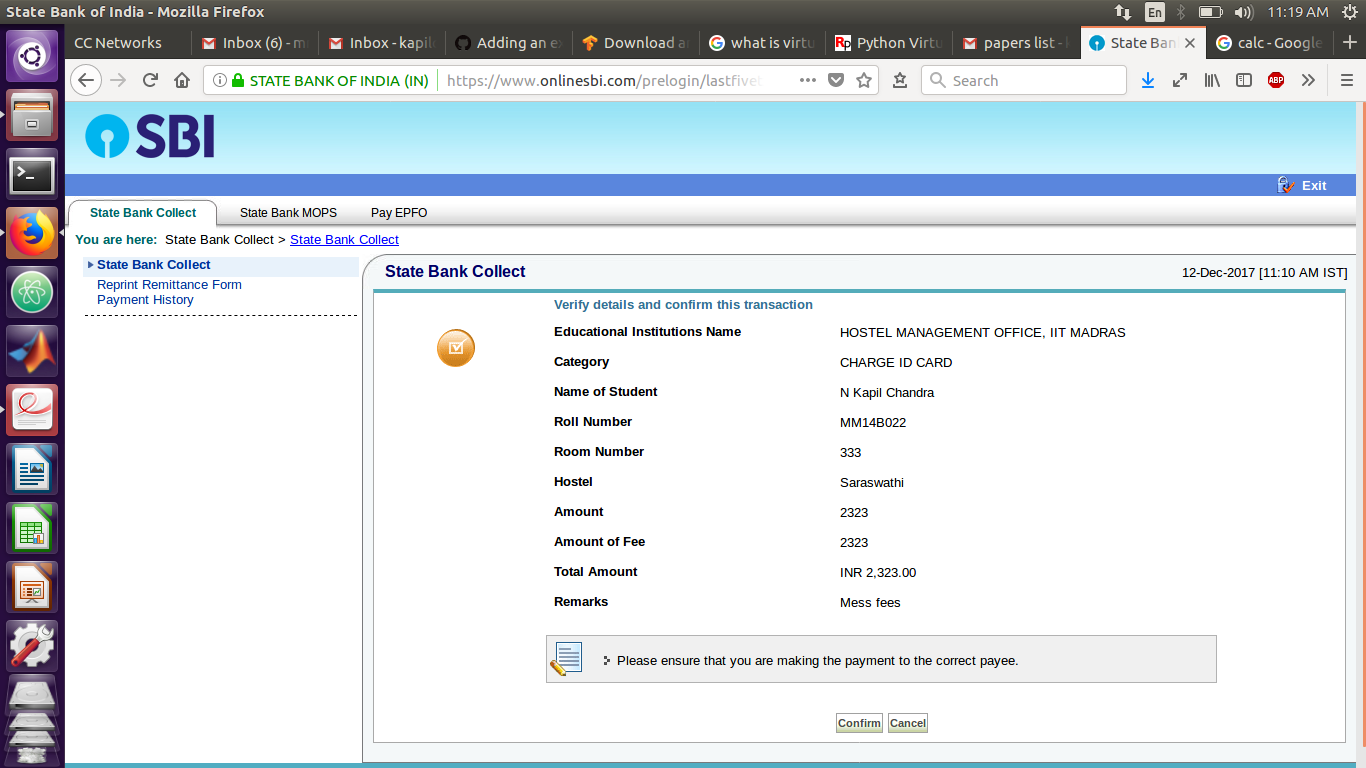 State Bank of India - Mozilla Firefox
En
11:19 AM
CC Networks
Inbox (6) - m
Inbox - kapil
Adding an e
Download a
what is virtu
Python Virtu
papers list -
State Ban
calc - Google
STATE BANK OF INDIA (IN)
https://www.onlinesbi.com/prelogin/lastfive
Search
ABP
SBI
Exit
State Bank Collect
State Bank MOPS
Pay EPFO
You are here: State Bank Collect > State Bank Collect
State Bank Collect
Reprint Remittance Form
Payment History
State Bank Collect
12-Dec-2017 [11:10 AM IST]
Verify details and confirm this transaction
Educational Institutions Name HOSTEL MANAGEMENT OFFICE, IIT MADRAS
Category CHARGE ID CARD
Name of Student N Kapil Chandra
Roll Number MM14B022
Room Number 333
Hostel Saraswathi
Amount 2323
Amount of Fee 2323
Total Amount INR 2,323.00
Remarks Mess fees
Please ensure that you are making the payment to the correct payee.
Confirm Cancel